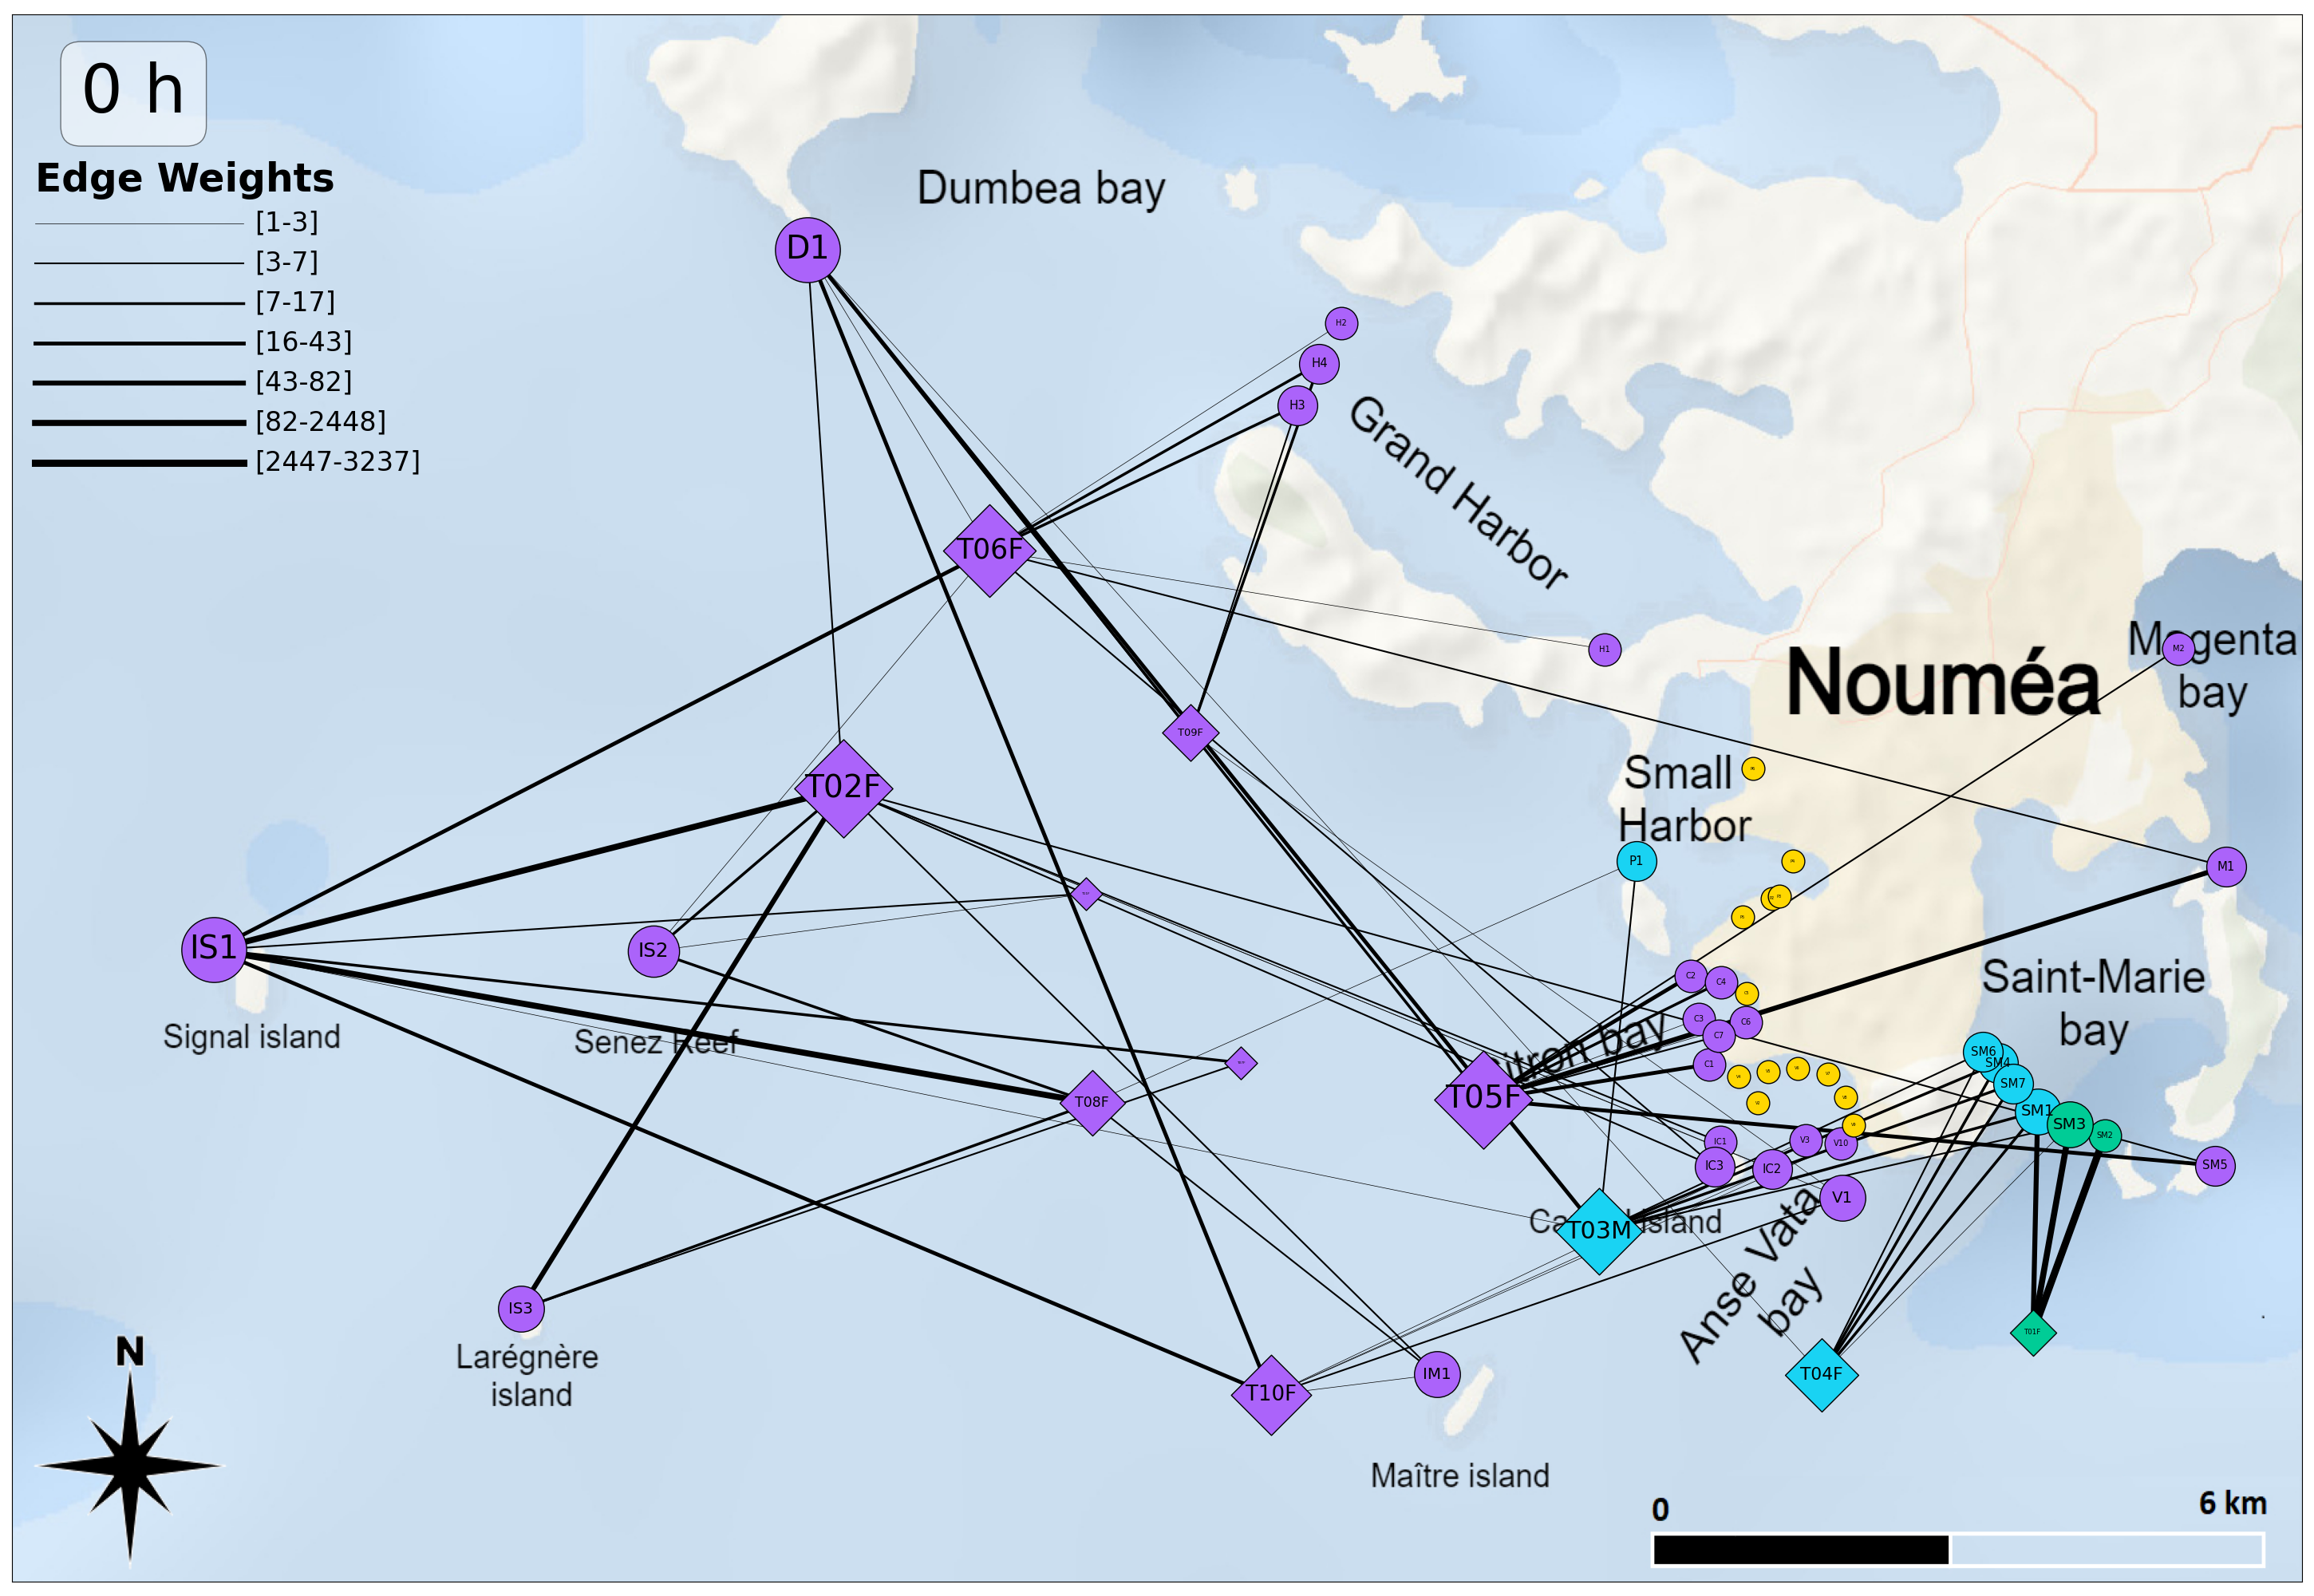 0 h
Edge Weights
[1-3]
[3-7]
[7-17]
[16-43]
[43-82]
[82-2448]
[2447-3237]
Dumbea bay
D1
H2
H4
H3
Grand Harbor
T06F
H1
Magenta
M2
bay
Nouméa
T09F
Small
Harbor
T02F
P1
M1
IS1
IS2
C2
C4
Saint-Marie
bay
Signal island
Senez Reef
C3
C6
C7
C1
SM6
SM4
SM7
T05F
T08F
SM1
SM3
SM2
IC1
V3
V10
IC3
IC2
SM5
V1
T03M
island
Anse Vata
bay
IS3
Larégnère
island
T01F
T04F
IM1
T10F
N
Maître island
0
6 km